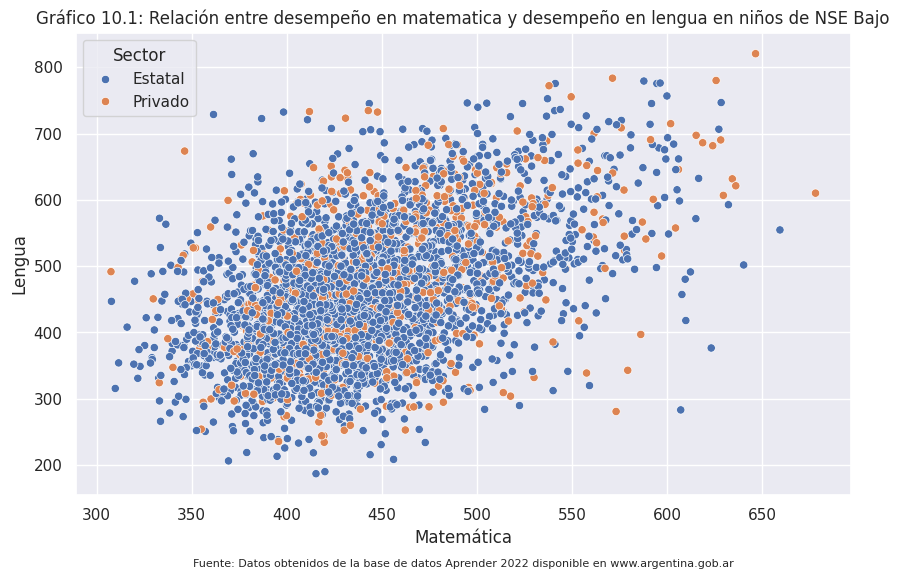 Gráfico 10.1: Relación entre desempeño en matematica y desempeño en lengua en niños de NSE Bajo
Sector
Estatal
Privado
800
700
600
500
400
300
200
Lengua
300 350 400 450 500 550 600 650
Matemática
Fuente: Datos obtenidos de la base de datos Aprender 2022 disponible en www.argentina.gob.ar